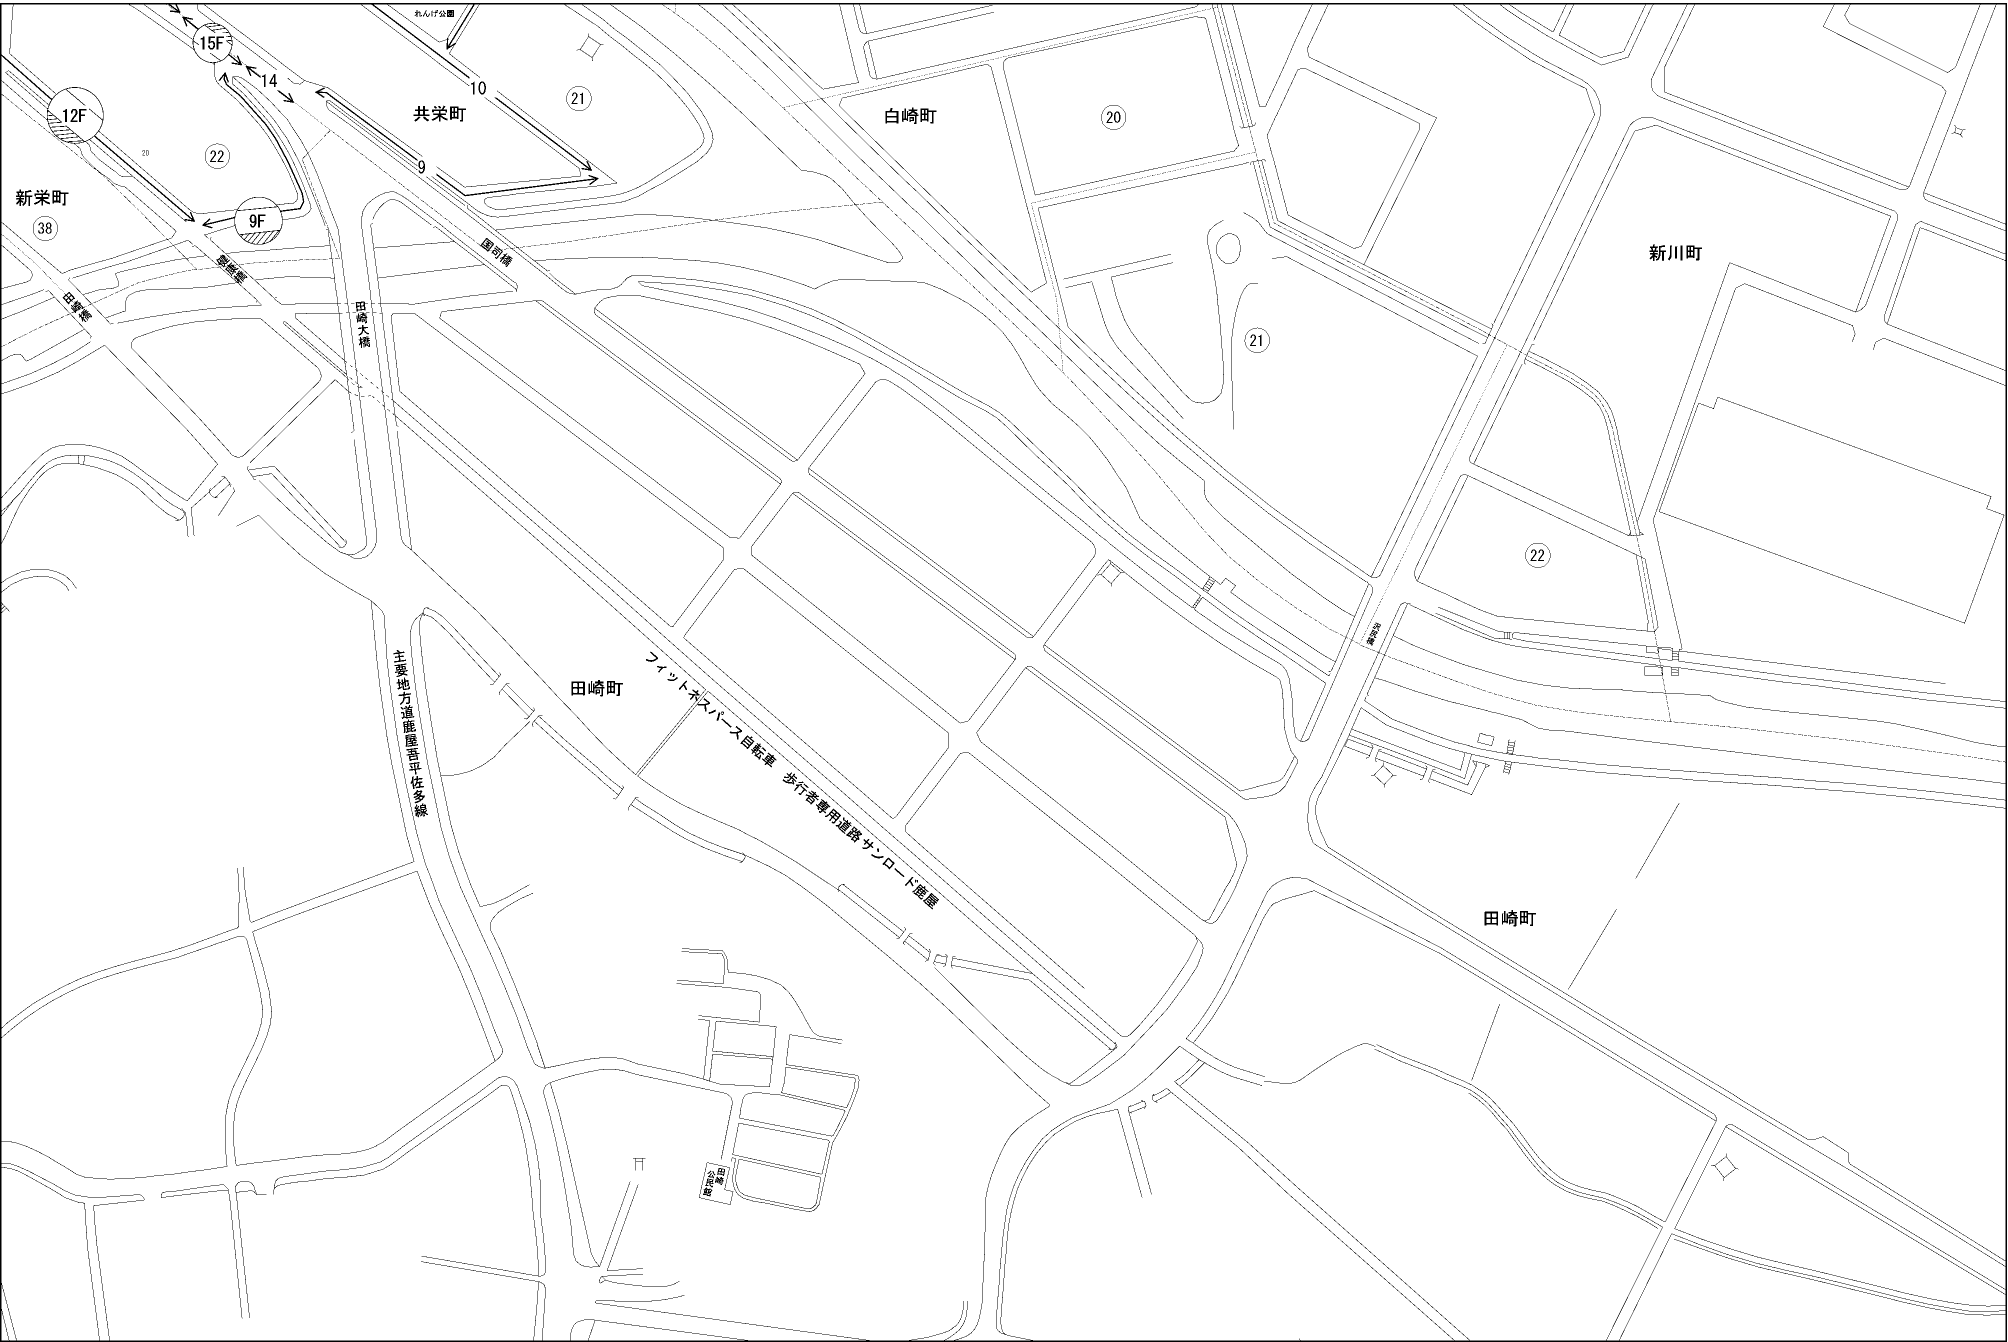 れんげ公園
15F
14
10
21
12F
共栄町
白崎町
20
20
22
9
新栄町
38
9F
国司橋
新川町
田崎橋
田崎大橋
21
22
主要地方道鹿屋吾平佐多線
田崎町
フィットネスパース自転車 歩行者専用道路サンロード鹿屋
田崎町
田崎
公民館